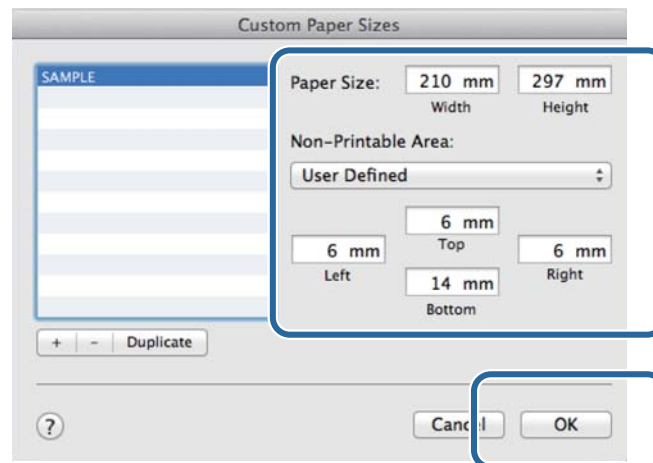 Custom Paper Sizes
SAMPLE
Paper Size:
210 mm
297 mm
Width
Height
Non-Printable Area:
User Defined
6 mm
Top
6 mm
Left
6 mm
Right
14 mm
Bottom
+ - Duplicate
?
Cancel
OK